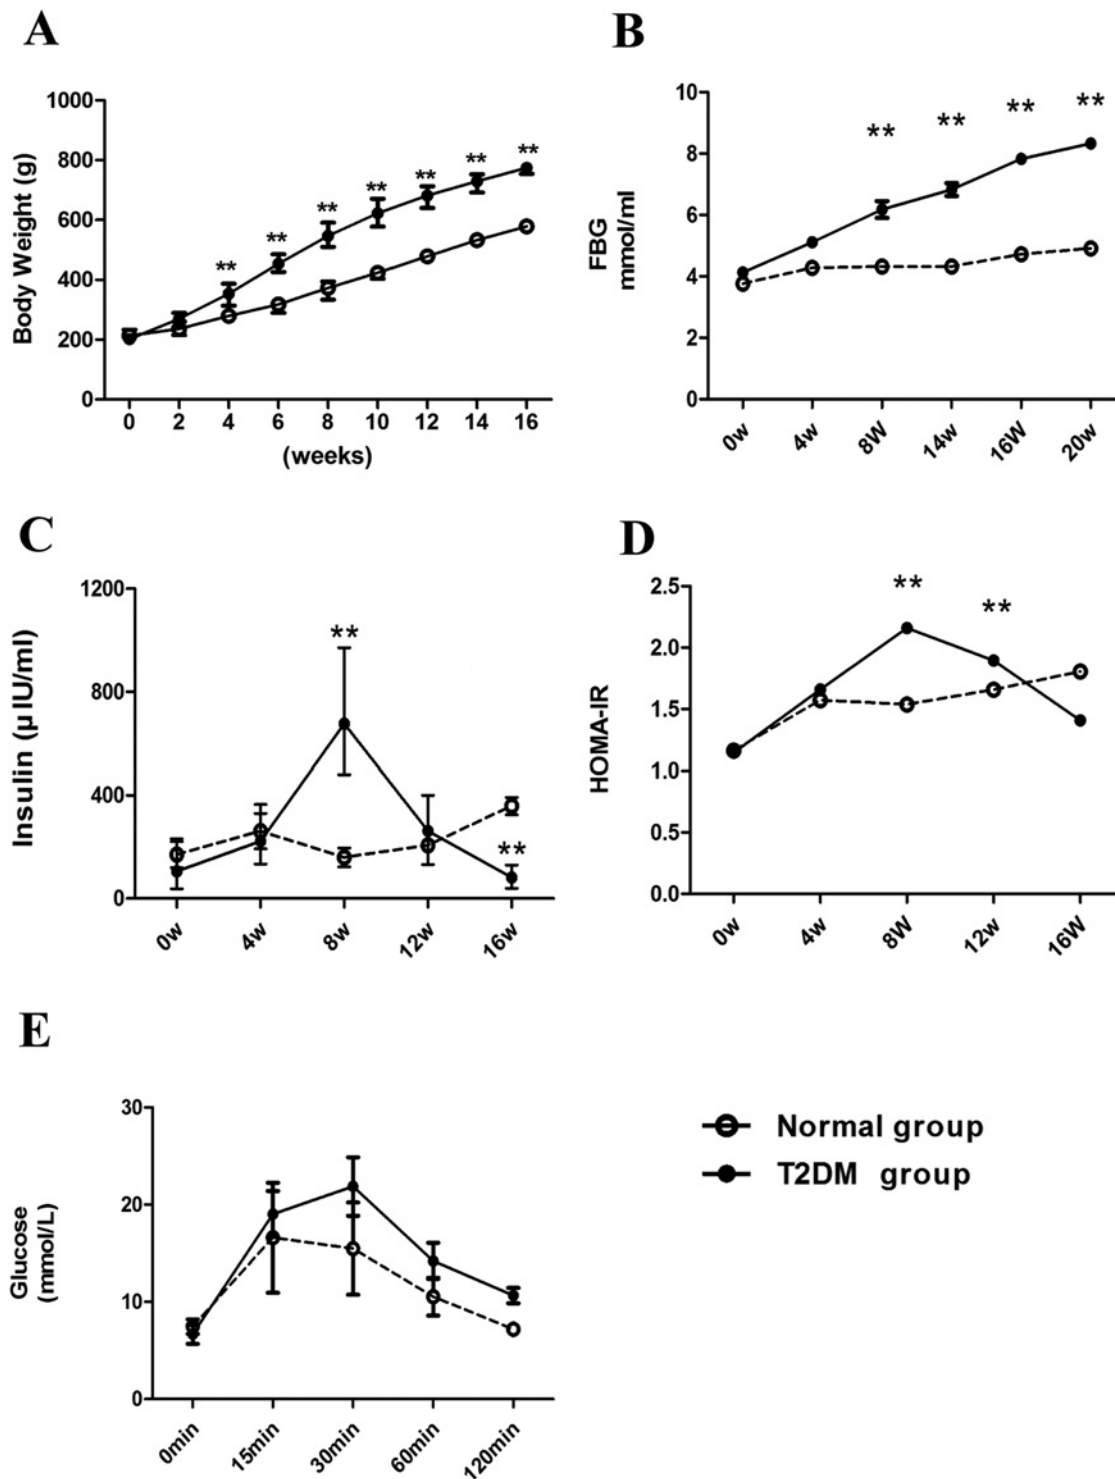 A
1000
800
600
400
200
0
Body Weight (g)
** ** ** ** ** ** **
0 2 4 6 8 10 12 14 16
(weeks)
B
10
8
6
4
2
0
FBG
mmol/ml
** ** ** **
0w 4w 8W 14w 16W 20w
C
1200
800
400
0
Insulin (μ IU/ml)
**
**
0w 4w 8w 12w 16w
D
2.5
2.0
1.5
1.0
0.5
0.0
HOMA-IR
** **
0w 4w 8W 12w 16W
E
30
20
10
0
Glucose
(mmol/L)
0min 15min 30min 60min 120min
Normal group
T2DM group